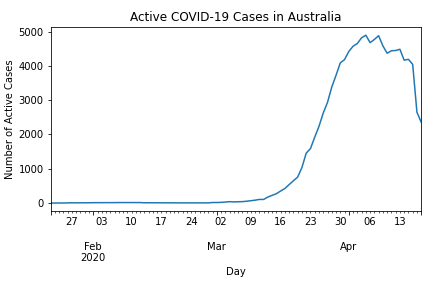 Active COVID-19 Cases in Australia
Number of Active Cases
5000
4000
3000
2000
1000
0
27 03 10 17 24 02 09 16 23 30 06 13
Feb Mar Apr
2020
Day